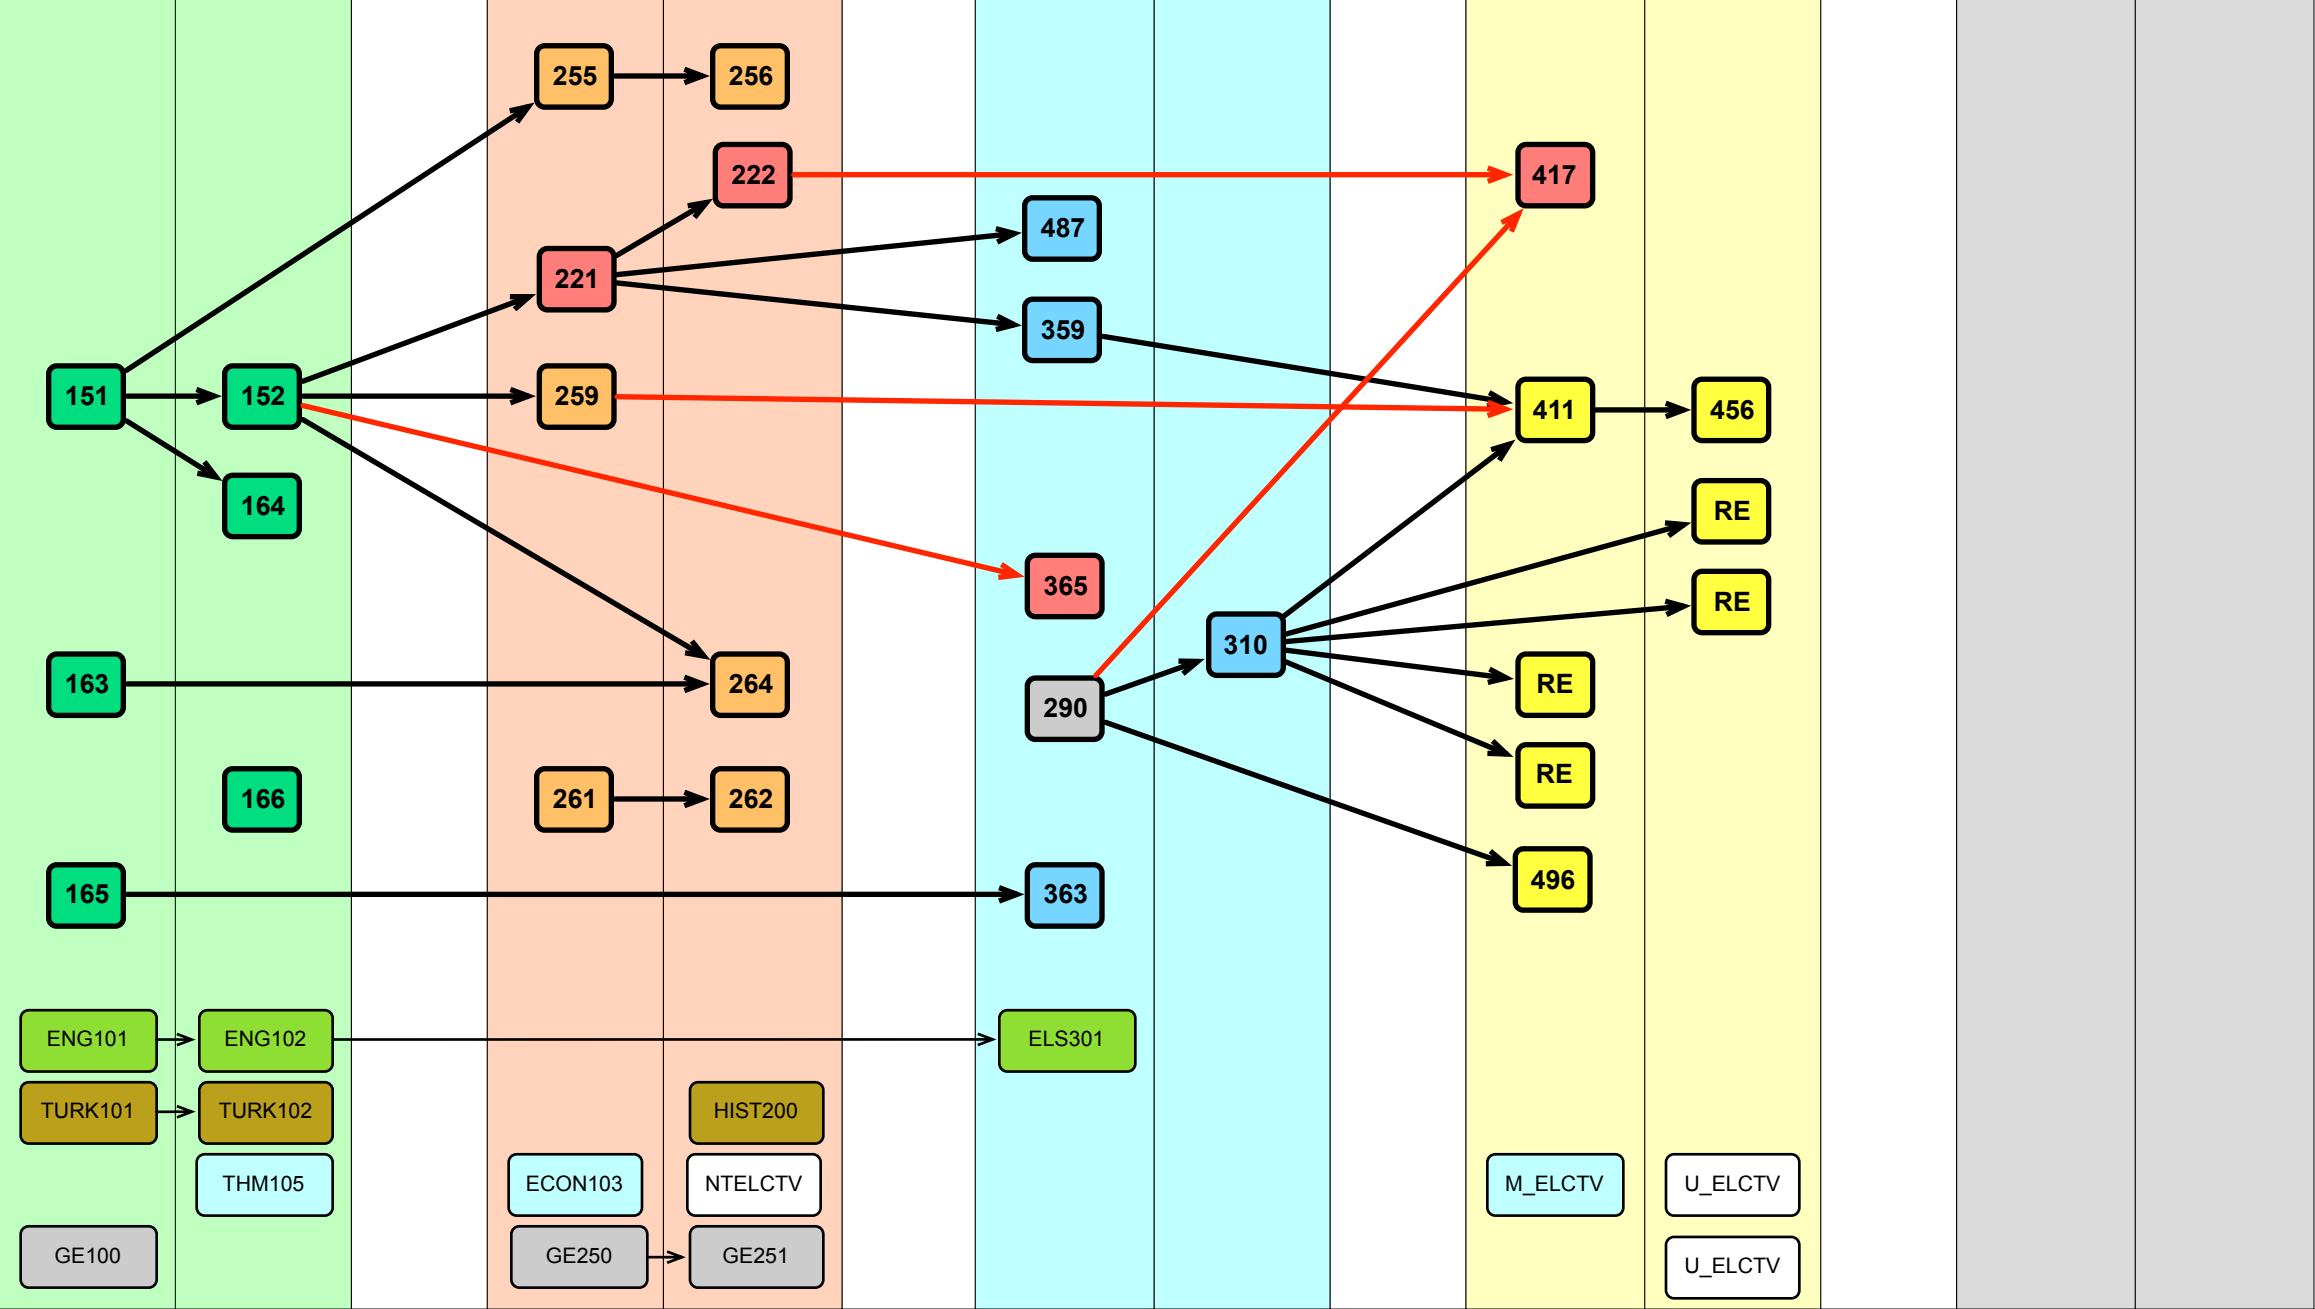 255
256
222
417
487
221
359
151
152
259
411
456
164
RE
365
RE
310
163
264
RE
290
RE
166
261
262
496
165
363
ENG101
ENG102
ELS301
TURK101
TURK102
HIST200
THM105
ECON103
NTELCTV
M_ELCTV
U_ELCTV
GE100
GE250
GE251
U_ELCTV